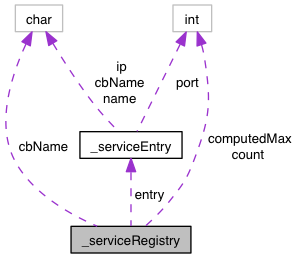 char
int
ip
cbName
name
port
_serviceEntry
cbName
computedMax
count
entry
_serviceRegistry